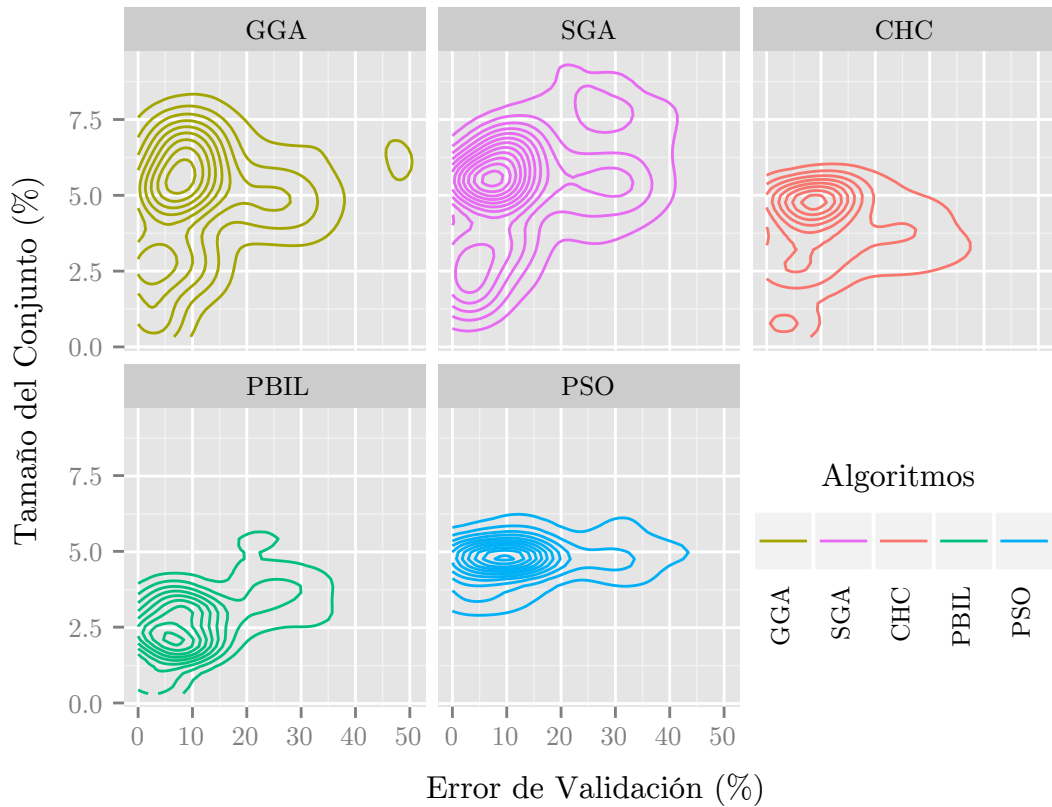 GGA SGA CHC
Tamaño del Conjunto (%)
7.5
5.0
2.5
0.0
PBIL PSO
7.5
5.0
2.5
0.0
0 10 20 30 40 50
0 10 20 30 40 50
Error de Validación (%)
Algoritmos
GGA
SGA
CHC
PBIL
PSO